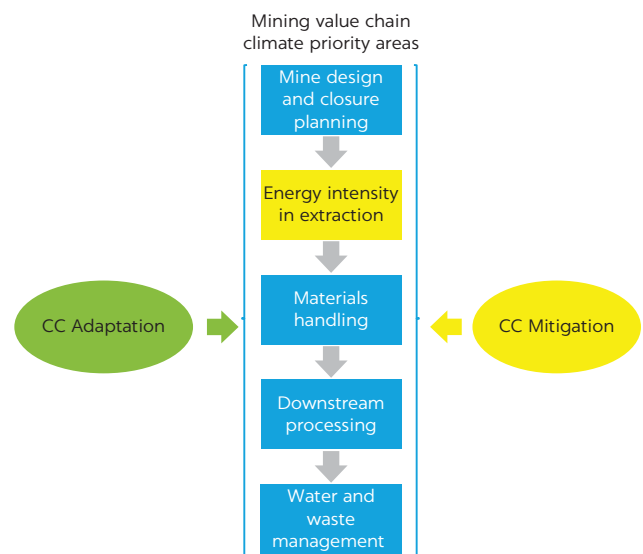 Mining value chain
climate priority areas
Mine design
and closure
planning
Energy intensity
in extraction
CC Adaptation
Materials
handling
CC Mitigation
Downstream
processing
Water and
waste
management